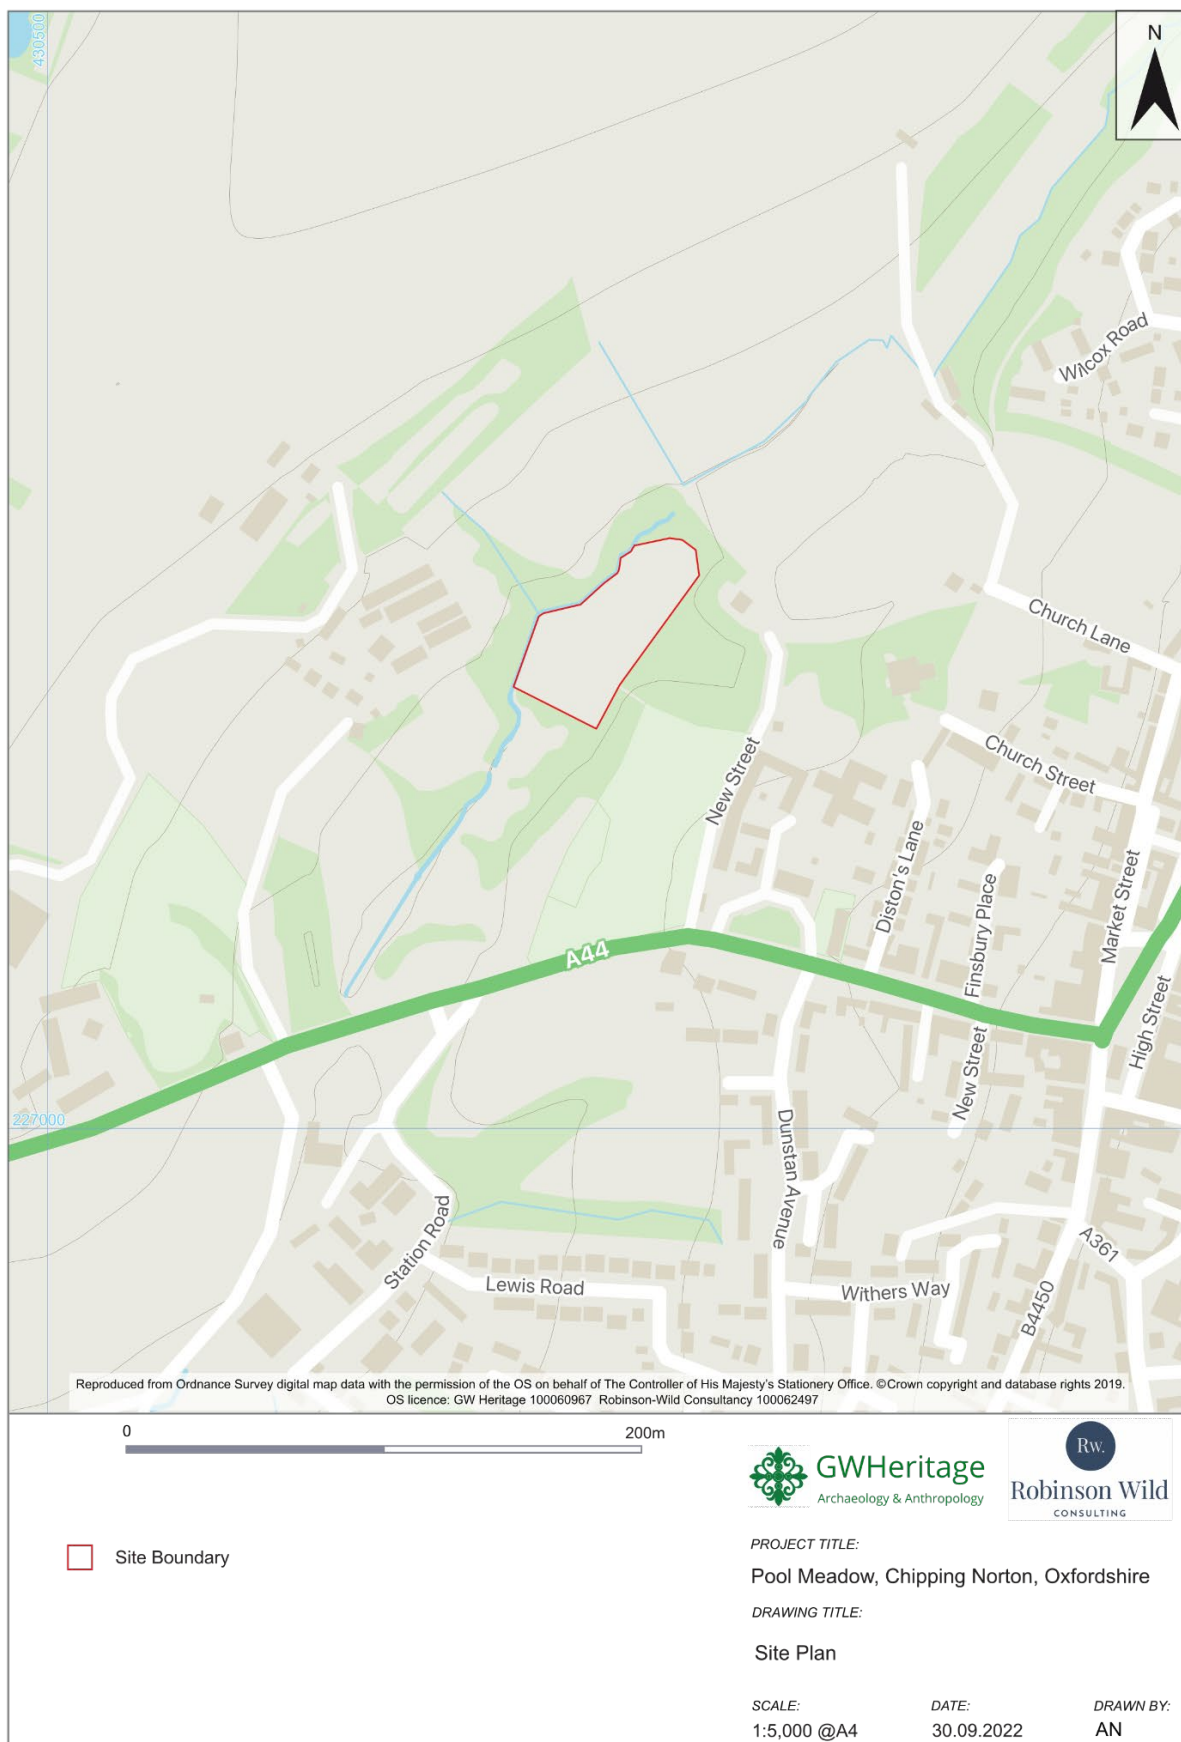 430500
N
Wilcox Road
Church Lane
Church Street
New Street
Diston's Lane
Finsbury Place
Market Street
A44
High Street
New Street
227000
Dunstan Avenue
Station Road
A361
Lewis Road
Withers Way
B4450
Reproduced from Ordnance Survey digital map data with the permission of the OS on behalf of The Controller of His Majesty's Stationery Office. ©Crown copyright and database rights 2019.
OS licence: GW Heritage 100060967 Robinson-Wild Consultancy 100062497
0 200m
GWHeritage
Archaeology & Anthropology
Rw.
Robinson Wild
CONSULTING
Site Boundary
PROJECT TITLE:
Pool Meadow, Chipping Norton, Oxfordshire
DRAWING TITLE:
Site Plan
SCALE: DATE: DRAWN BY:
1:5,000 @A4 30.09.2022 AN